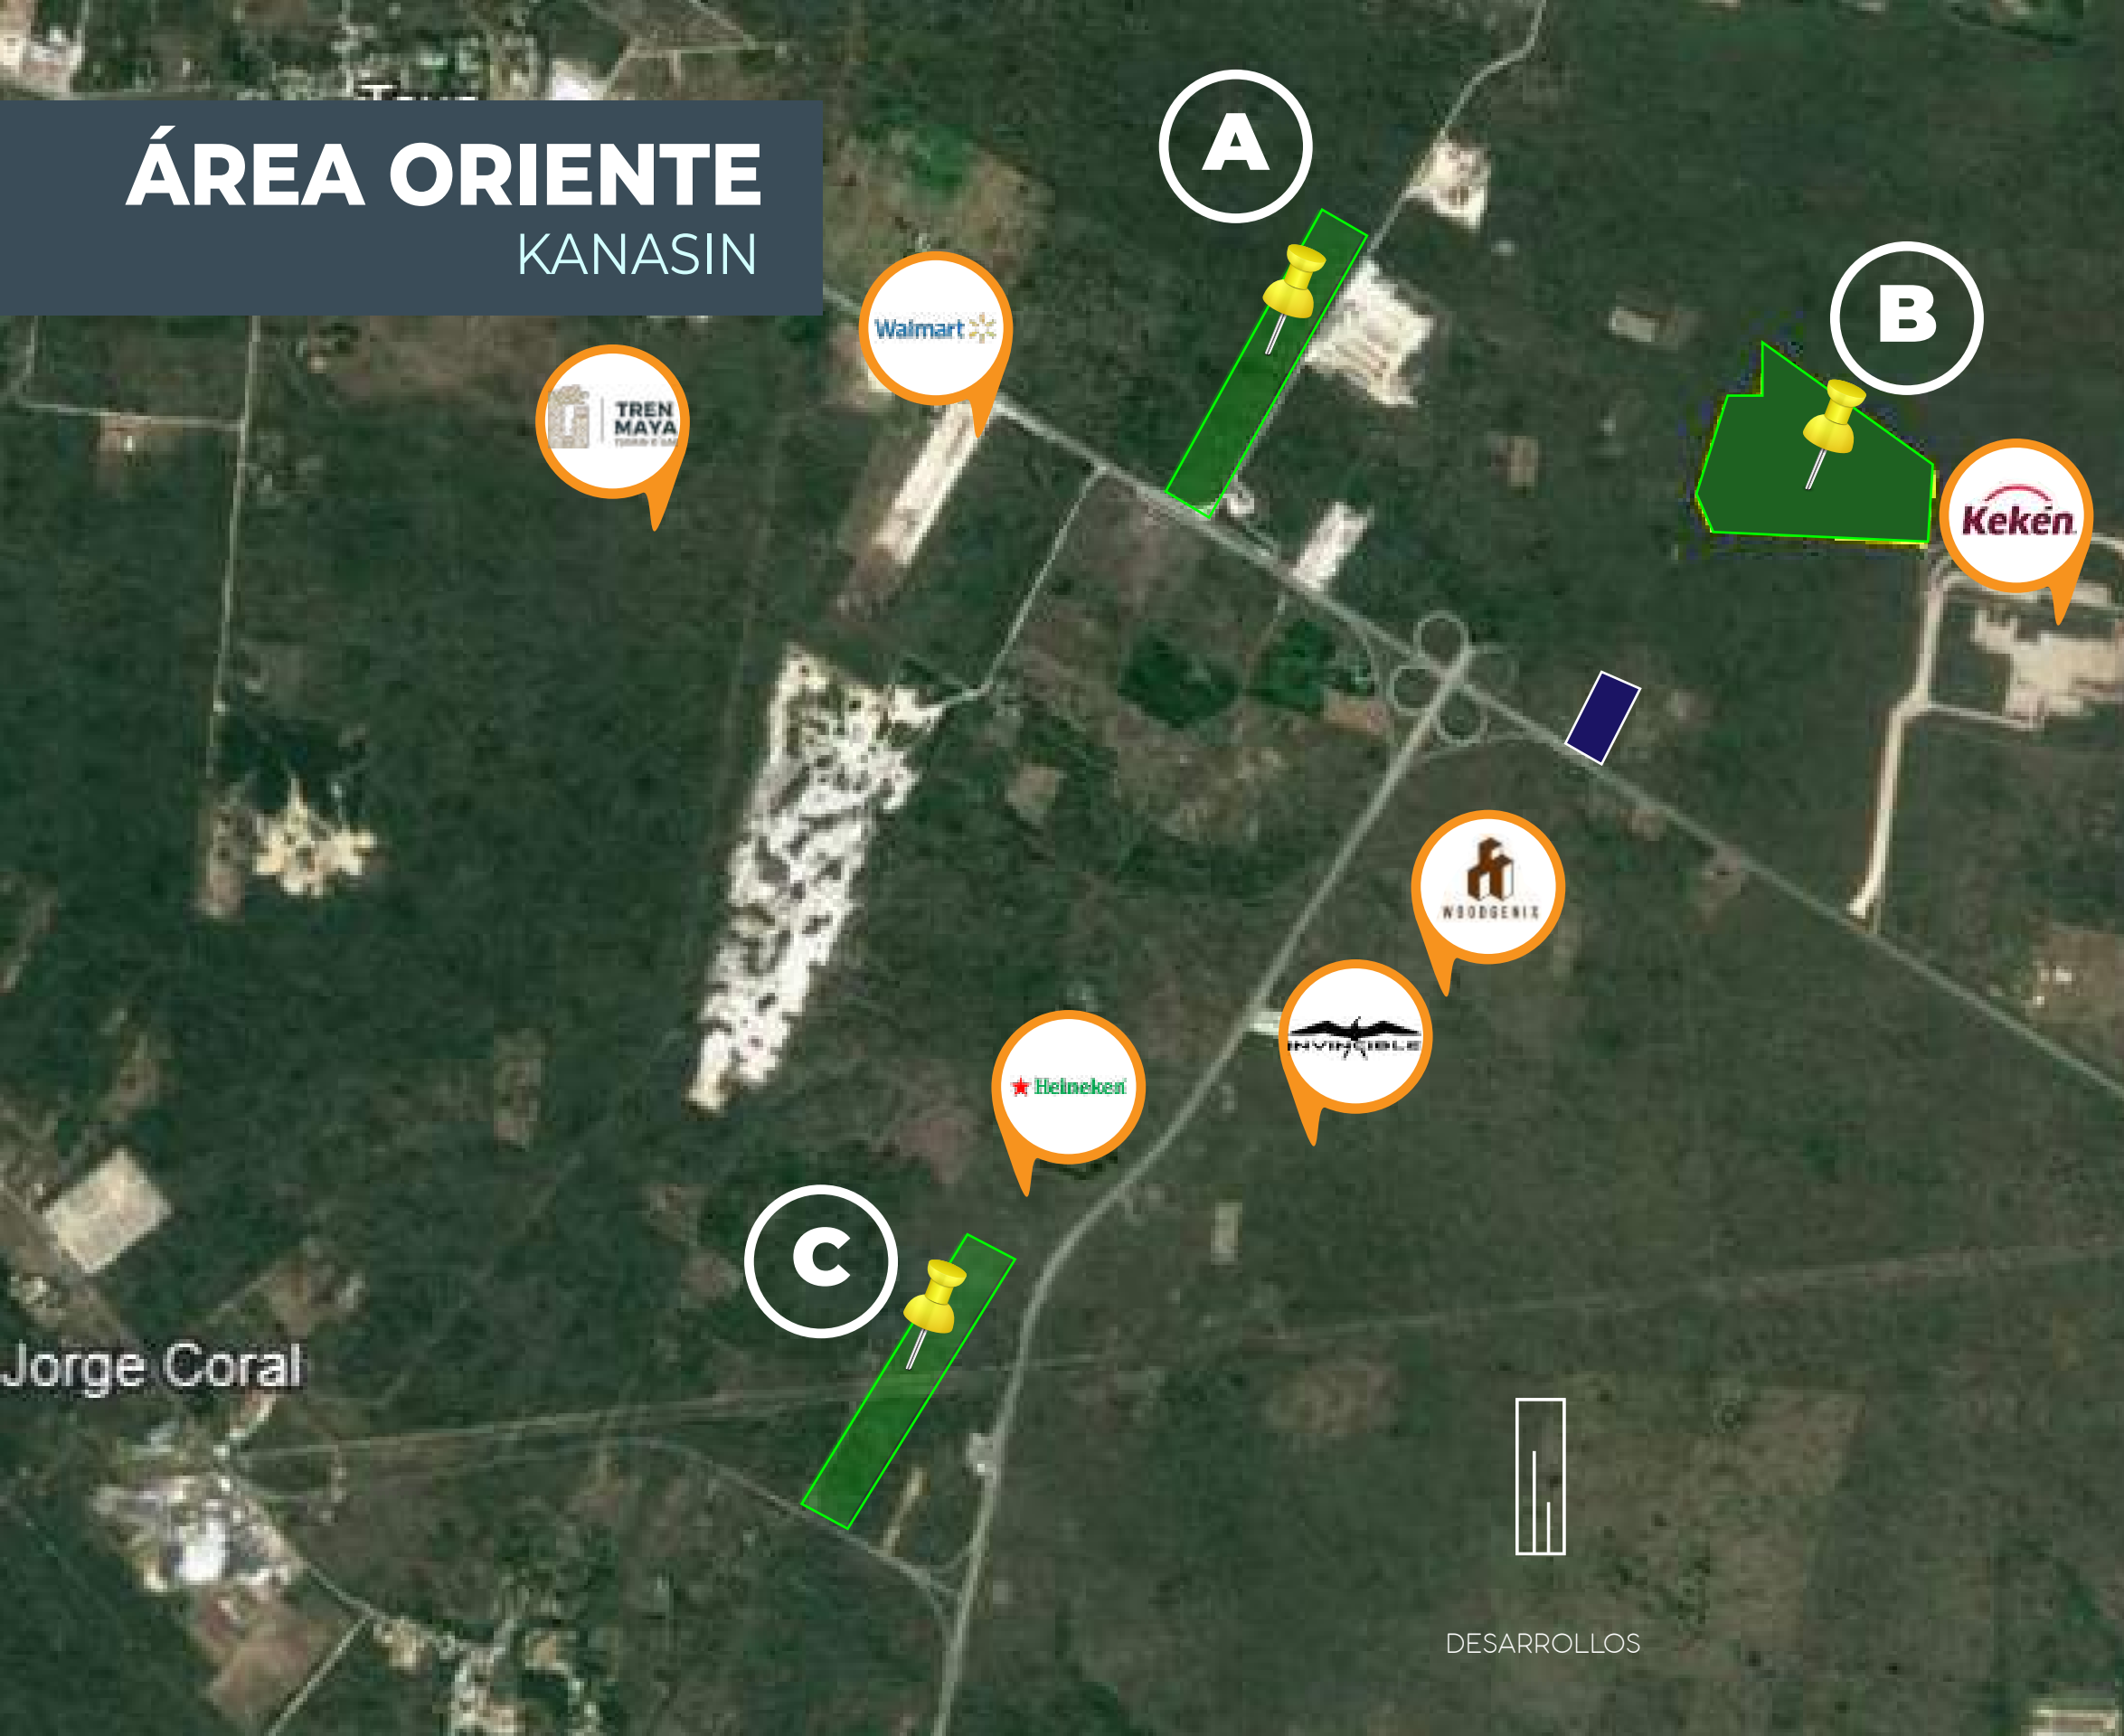 ÁREA ORIENTE
KANASIN
A
B
Walmart
TREN
MAYA
Kekén
WOODGENIX
INVINCIBLE
Heineken
C
Jorge Coral
DESARROLLOS